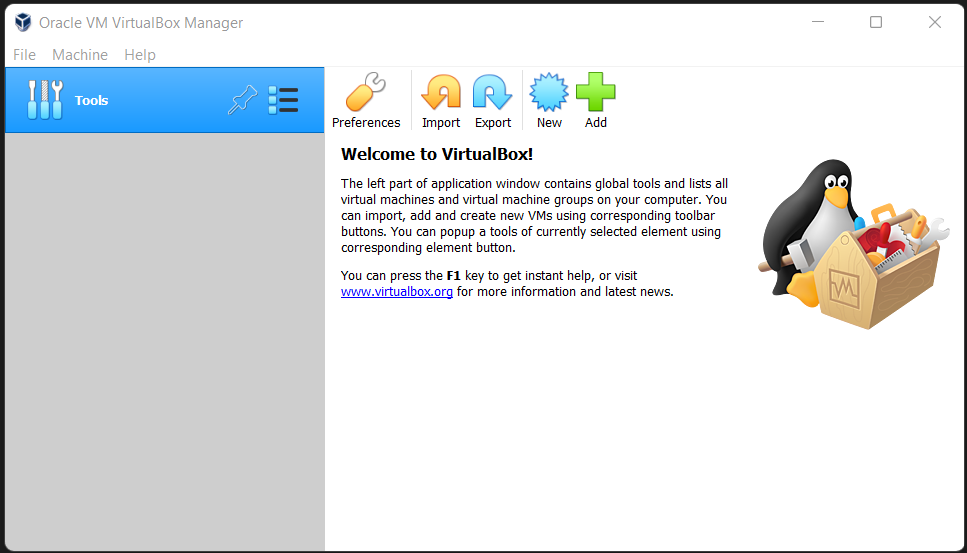 Oracle VM VirtualBox Manager
File Machine Help
Tools
Preferences Import Export New Add
Welcome to VirtualBox!
The left part of application window contains global tools and lists all
virtual machines and virtual machine groups on your computer. You
can import, add and create new VMs using corresponding toolbar
buttons. You can popup a tools of currently selected element using
corresponding element button.
You can press the F1 key to get instant help, or visit
www.virtualbox.org for more information and latest news.